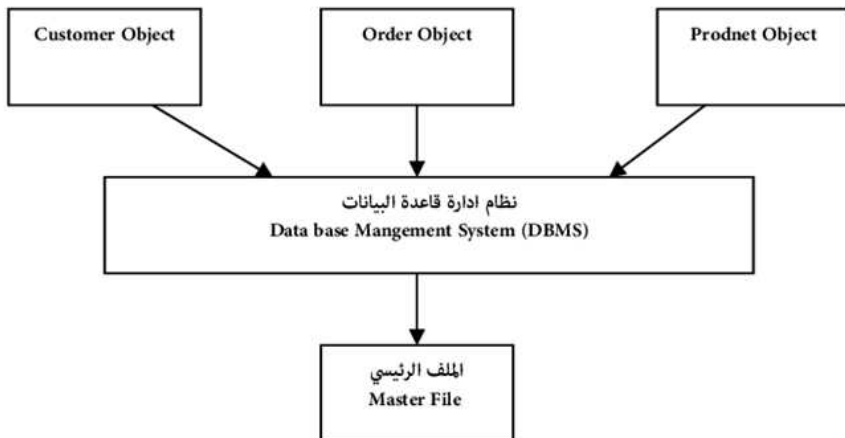 Customer Object
Order Object
Prodnet Object
نظام ادارة قاعدة البيانات
Data base Mangement System (DBMS)
الملف الرئيسي
Master File